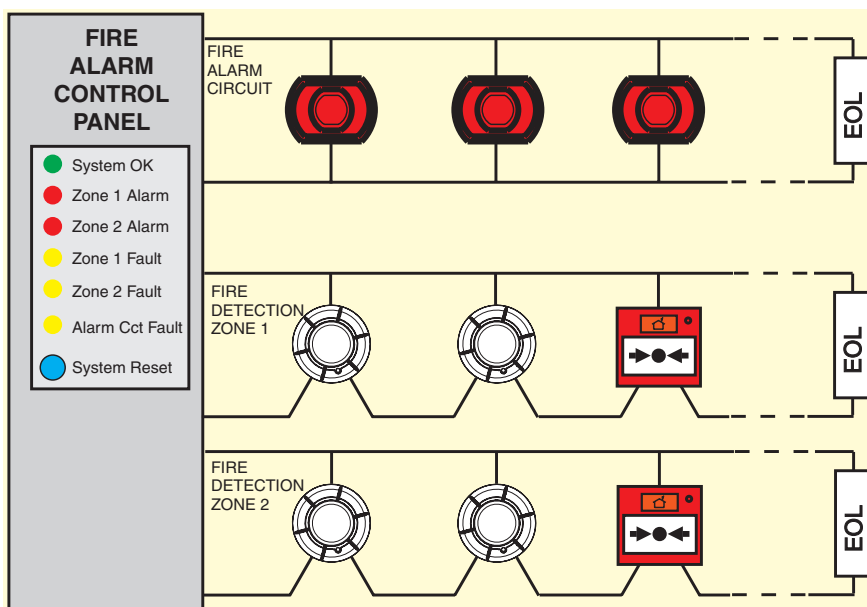 FIRE
ALARM
CONTROL
PANEL
System OK
Zone 1 Alarm
Zone 2 Alarm
Zone 1 Fault
Zone 2 Fault
Alarm Cct Fault
System Reset
FIRE
ALARM
CIRCUIT
EOL
FIRE
DETECTION
ZONE 1
EOL
FIRE
DETECTION
ZONE 2
EOL